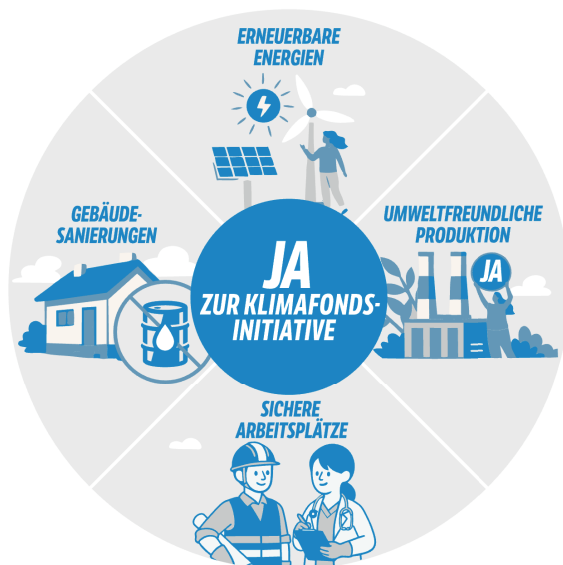 ERNEUERBARE
ENERGIEN
GEBÄUDE-
SANIERUNGEN
UMWELTFREUNDLICHE
PRODUKTION
JA
JA
ZUR KLIMAFONDS-
INITIATIVE
SICHERE
ARBEITSPLÄTZE